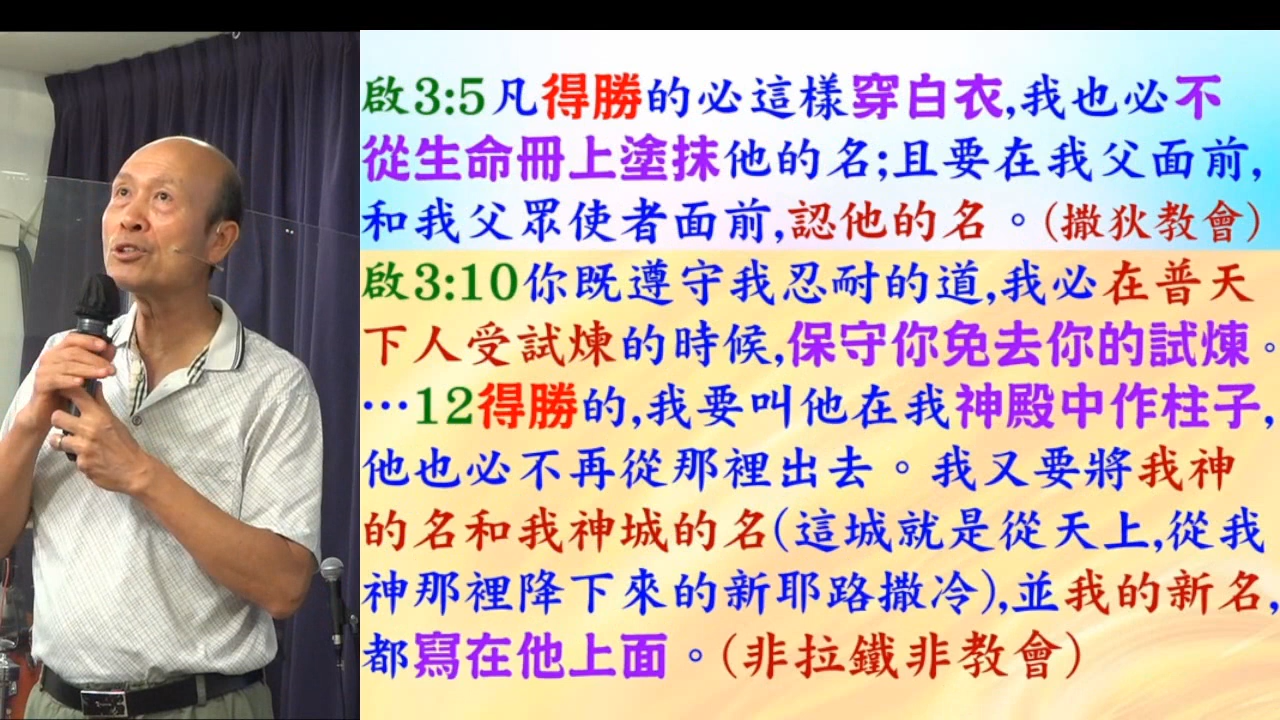 啟3:5凡得勝的必這樣穿白衣,我也必不
從生命冊上塗抹他的名;且要在我父面前,
和我父眾使者面前,認他的名。(撒狄教會)
啟3:10你既遵守我忍耐的道,我必在普天
下人受試煉的時候,保守你免去你的試煉。
…12得勝的,我要叫他在我神殿中作柱子,
他也必不再從那裡出去。我又要將我神
的名和我神城的名(這城就是從天上,從我
神那裡降下來的新耶路撒冷),並我的新名,
都寫在他上面。(非拉鐵非教會)